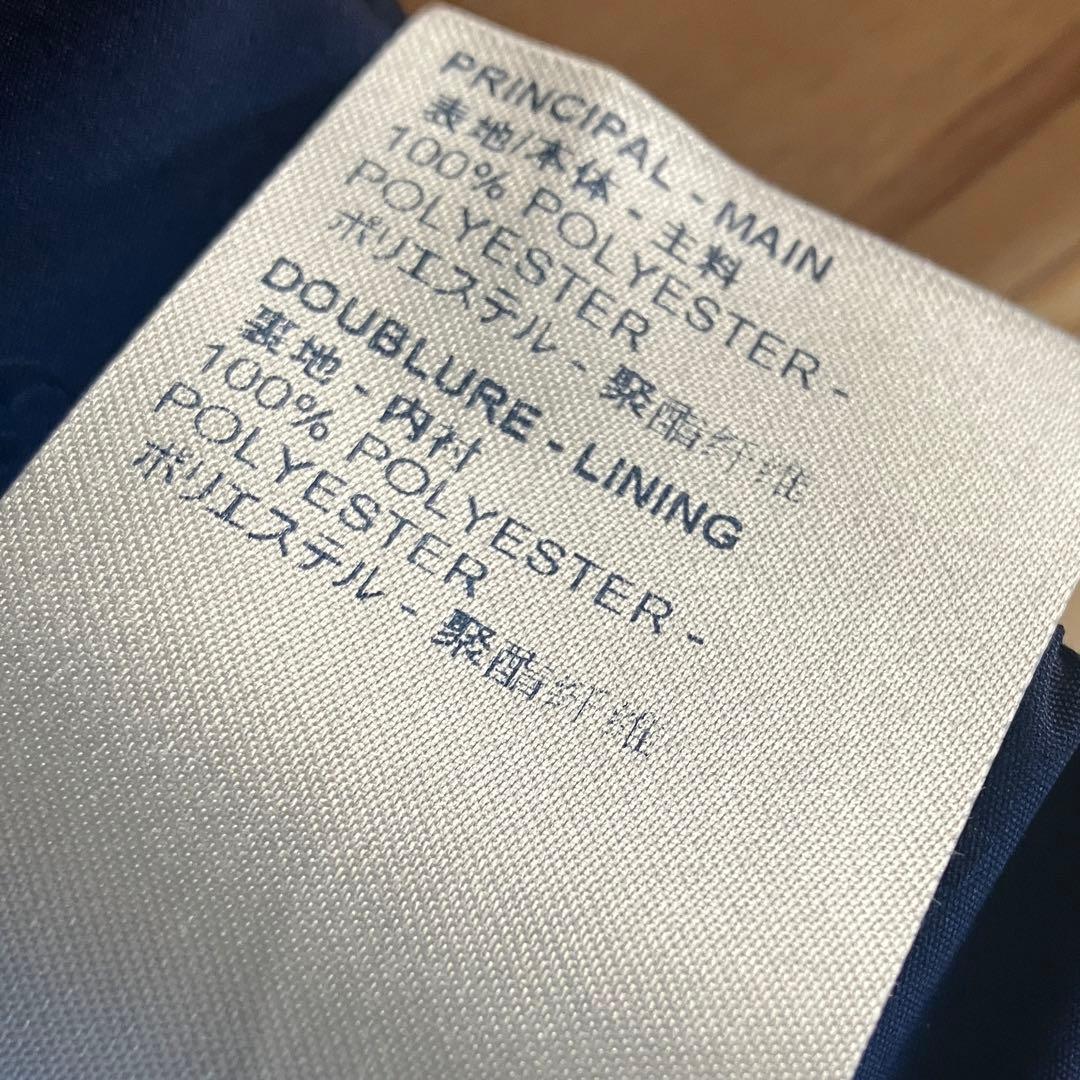 PRINCIPAL - MAIN
表地/本体 - 主料
100% POLYESTER -
POLYESTER
ポリエステル - 聚酯纤维
DOUBLURE - LINING
裏地 - 内衬
100% POLYESTER -
POLYESTER
ポリエステル - 聚酯纤维